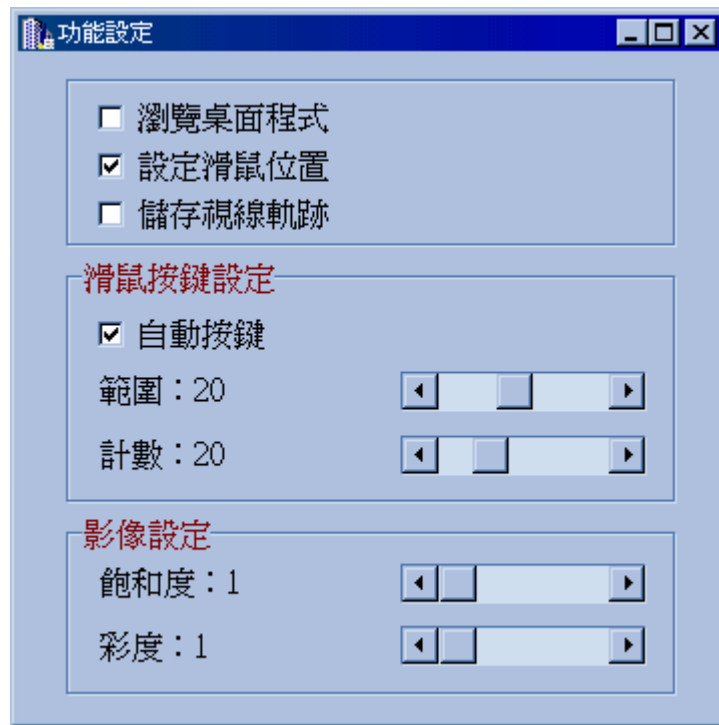 功能設定
瀏覽桌面程式
設定滑鼠位置
儲存視線軌跡
滑鼠按鍵設定
自動按鍵
範圍：20
計數：20
影像設定
飽和度：1
彩度：1